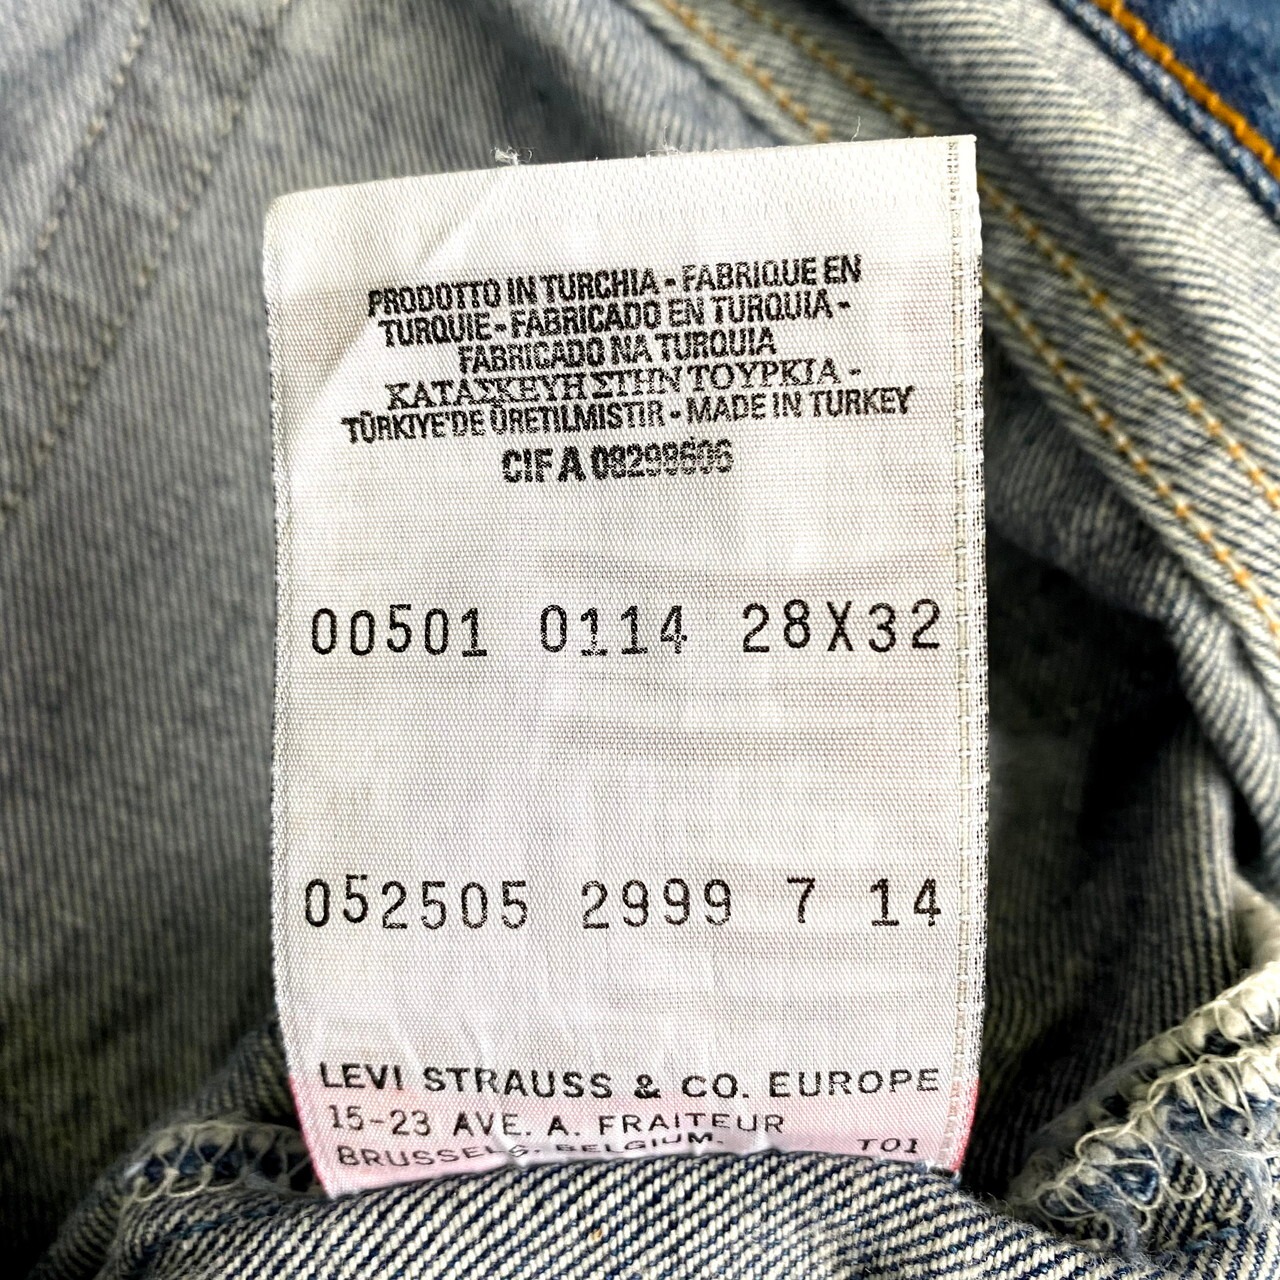 PRODOTTO IN TURCHIA - FABRIQUE EN
TURQUIE - FABRICADO EN TURQUIA -
FABRICADO NA TURQUIA
ΚΑΤΑΣΚΕΥΗ ΣΤΗΝ ΤΟΥΡΚΙΑ -
TÜRKIYE'DE ÜRETILMISTIR - MADE IN TURKEY
CIF A 08298606
00501 0114 28X32
052505 2999 7 14
LEVI STRAUSS & CO. EUROPE
15-23 AVE. A. FRAITEUR
BRUSSELS. BELGIUM. T01